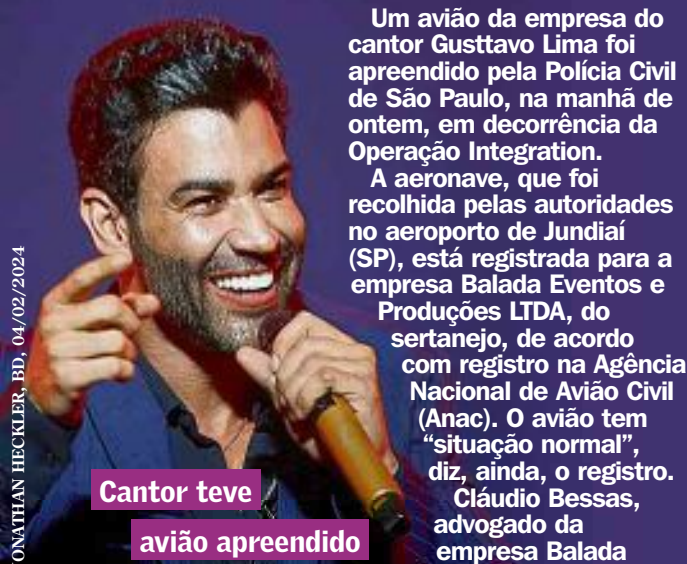 Um avião da empresa do
cantor Gusttavo Lima foi
apreendido pela Polícia Civil
de São Paulo, na manhã de
ontem, em decorrência da
Operação Integration.
A aeronave, que foi
recolhida pelas autoridades
no aeroporto de Jundiaí
(SP), está registrada para a
empresa Balada Eventos e
Produções LTDA, do
sertanejo, de acordo
com registro na Agência
Nacional de Avião Civil
(Anac). O avião tem
“situação normal”,
diz, ainda, o registro.
Cláudio Bessas,
advogado da
empresa Balada
Cantor teve
avião apreendido
ONATHAN HECKLER, BD, 04/02/2024